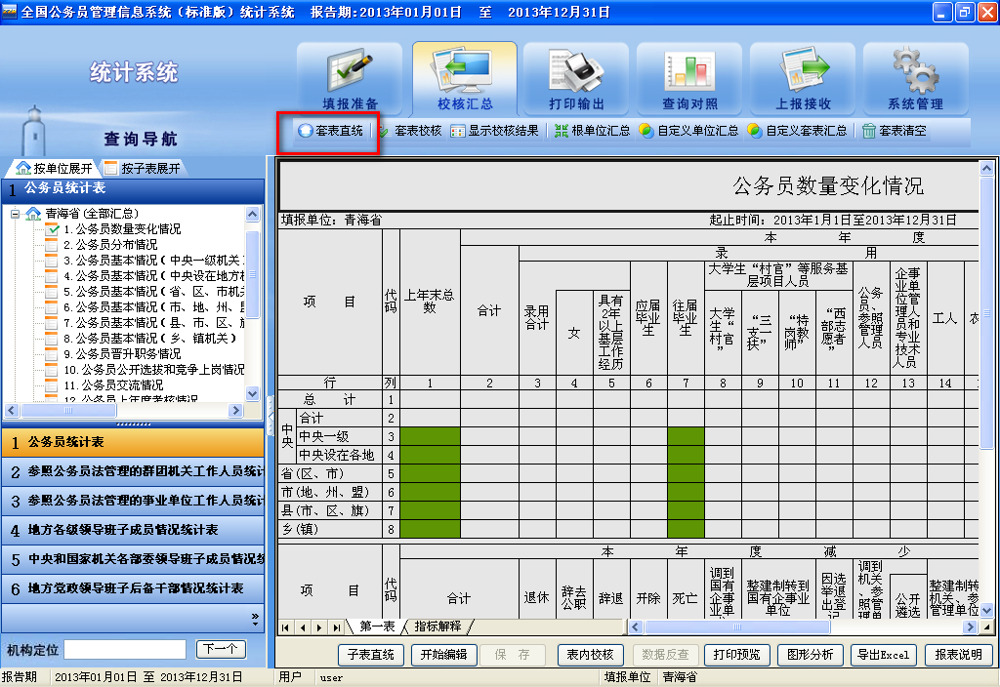 全国公务员管理信息系统（标准版）统计系统 报告期:2013年01月01日 至 2013年12月31日
统计系统
填报准备 校核汇总 打印输出 查询对照 上报接收 系统管理
查询导航
套表直统 套表校核 显示校核结果 根单位汇总 自定义单位汇总 自定义套表汇总 套表清空
按单位展开 按子表展开
1 公务员统计表
青海省(全部汇总)
1.公务员数量变化情况
2.公务员分布情况
3.公务员基本情况(中央一级机关)
4.公务员基本情况(中央设在地方机
5.公务员基本情况(省、区、市机关
6.公务员基本情况(市、地、州、盟
7.公务员基本情况(县、市、区、旗
8.公务员基本情况(乡、镇机关)
9.公务员晋升职务情况
10.公务员公开选拔和竞争上岗情况
11.公务员交流情况
12.公务员上年度考核情况
1 公务员统计表
2 参照公务员法管理的群团机关工作人员统计
3 参照公务员法管理的事业单位工作人员统计
4 地方各级领导班子成员情况统计表
5 中央和国家机关各部委领导班子成员情况统
6 地方党政领导班子后备干部情况统计表
»
机构定位 下一个
公务员数量变化情况
填报单位: 青海省 起止时间: 2013年1月1日至2013年12月31日
项 目
代码
上年末总数
本 年 度
合计
录 用
录用合计
女
具有2年以上基层工作经历
应届毕业生
往届毕业生
大学生“村官”等服务基层项目人员
大学生“村官”
“三支一扶”
“特岗教师”
“西部志愿者”
公务员、参照管理人员
企事业单位管理人员和专业技术人员
工人
农
行 列 1 2 3 4 5 6 7 8 9 10 11 12 13 14
总 计 1
中央
合计 2
中央一级 3
中央设在各地 4
省(区、市) 5
市(地、州、盟) 6
县(市、区、旗) 7
乡(镇) 8
项 目
代码
本 年 度 减 少
合计
退休
辞去公职
辞退
开除
死亡
调到国有企事业单
整建制转到国有企事业单位
因选举退出登记
调到机关、参照管理单
公开遴选
整建制转机关、参管理单位
第一表 指标解释
子表直统 开始编辑 保 存 表内校核 数据反查 打印预览 图形分析 导出Excel 报表说明
报告期 2013年01月01日 至 2013年12月31日 用户 user 填报单位 青海省